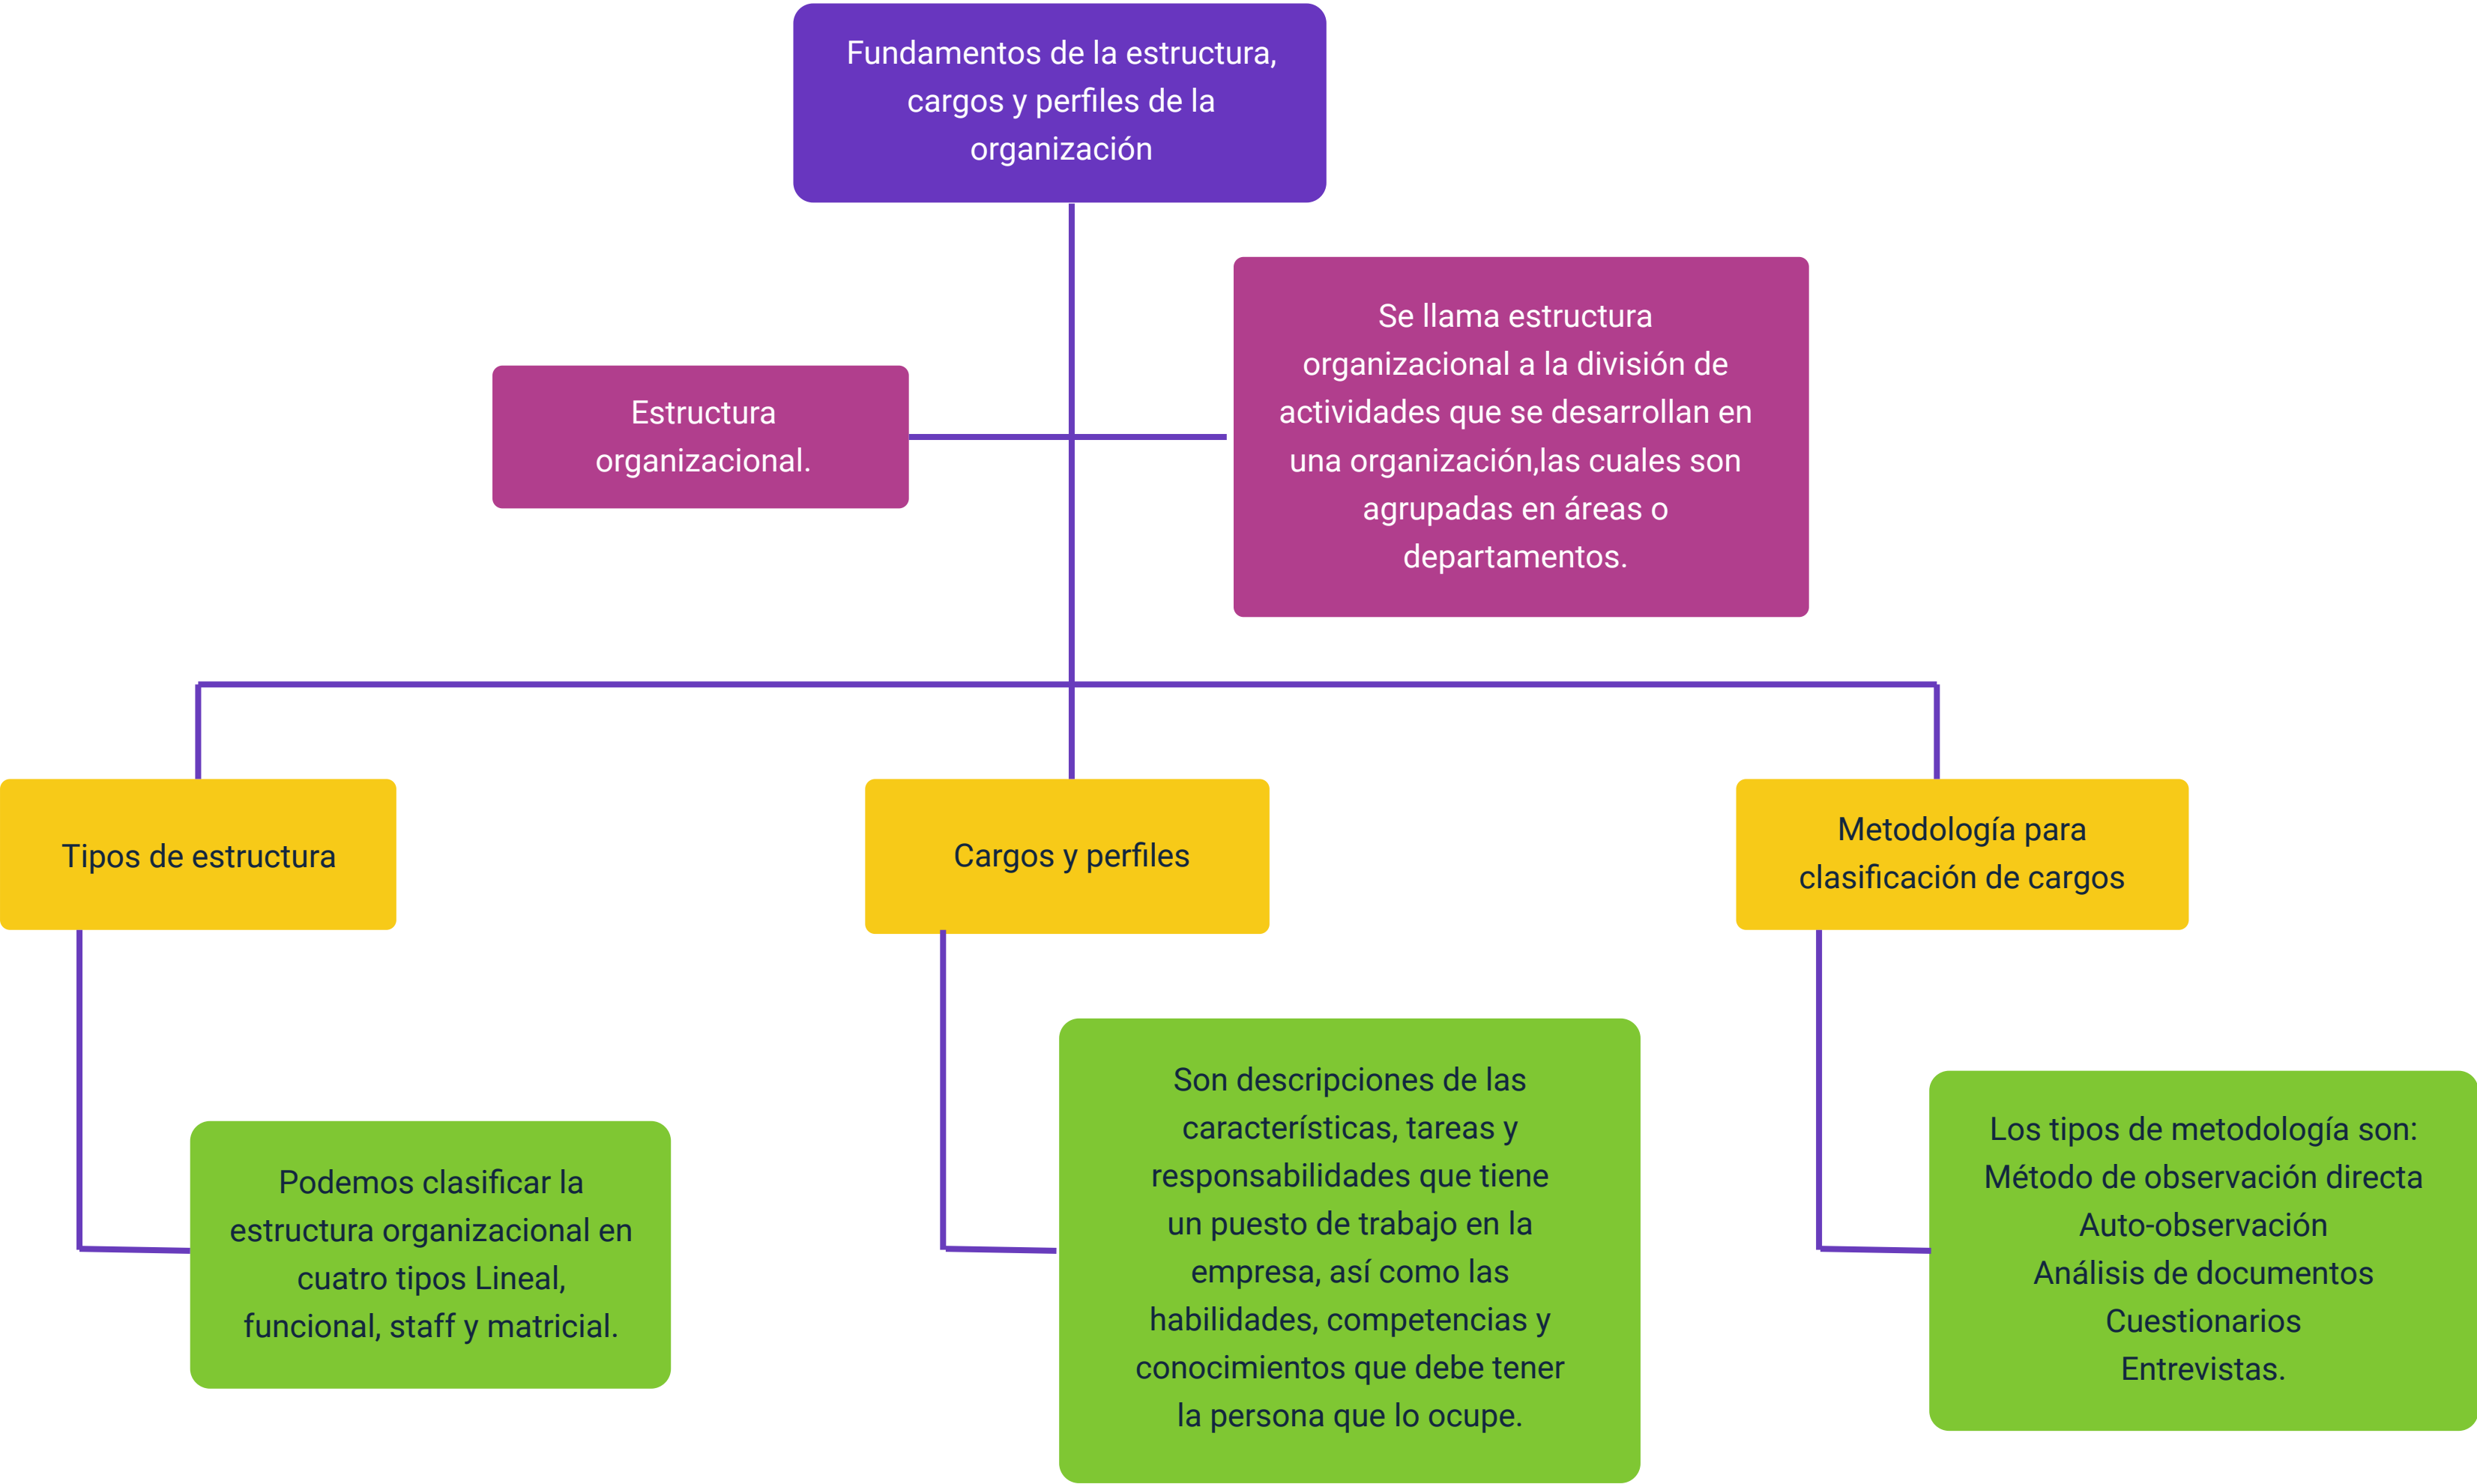 Fundamentos de la estructura,
cargos y perfiles de la
organización
Estructura
organizacional.
Se llama estructura
organizacional a la división de
actividades que se desarrollan en
una organización,las cuales son
agrupadas en áreas o
departamentos.
Tipos de estructura
Cargos y perfiles
Metodología para
clasificación de cargos
Podemos clasificar la
estructura organizacional en
cuatro tipos Lineal,
funcional, staff y matricial.
Son descripciones de las
características, tareas y
responsabilidades que tiene
un puesto de trabajo en la
empresa, así como las
habilidades, competencias y
conocimientos que debe tener
la persona que lo ocupe.
Los tipos de metodología son:
Método de observación directa
Auto-observación
Análisis de documentos
Cuestionarios
Entrevistas.